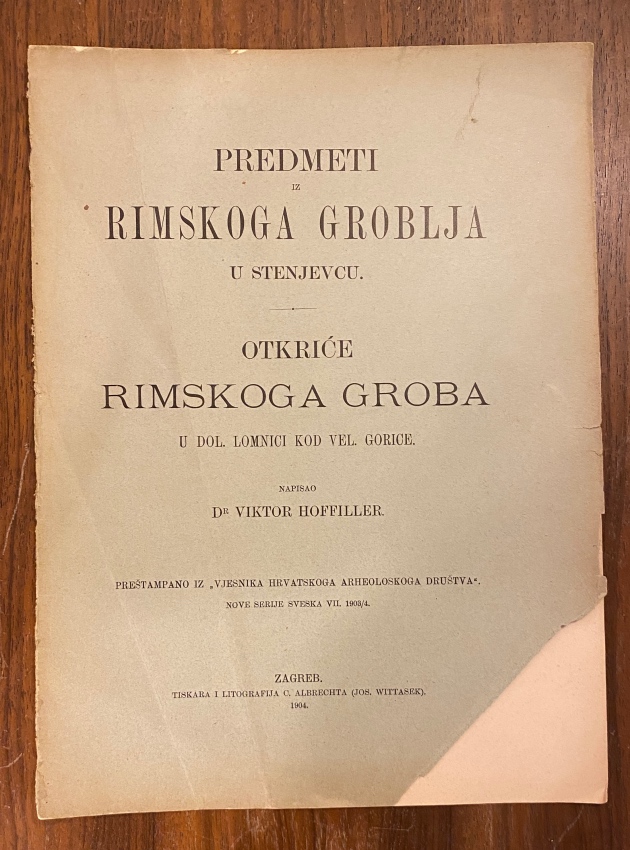 PREDMETI
IZ
RIMSKOGA GROBLJA
U STENJEVCU.
OTKRIĆE
RIMSKOGA GROBA
U DOL. LOMNICI KOD VEL. GORICE.
NAPISAO
DR VIKTOR HOFFILLER.
PREŠTAMPANO IZ „VJESNIKA HRVATSKOGA ARHEOLOSKOGA DRUŠTVA“.
NOVE SERIJE SVESKA VII. 1903/4.
ZAGREB.
TISKARA I LITOGRAFIJA C. ALBRECHTA (JOS. WITTASEK).
1904.